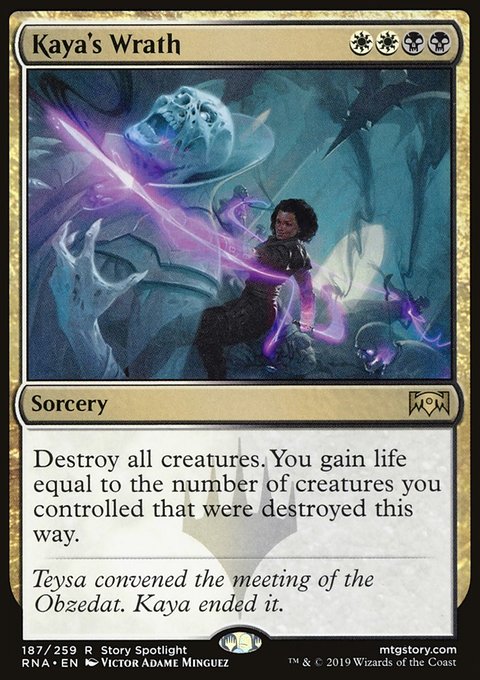 Kaya's Wrath
Sorcery
Destroy all creatures. You gain life
equal to the number of creatures you
controlled that were destroyed this
way.
Teysa convened the meeting of the
Obzedat. Kaya ended it.
187/259 R Story Spotlight
mtgstory.com
RNA • EN Victor Adame Minguez
™ & © 2019 Wizards of the Coast